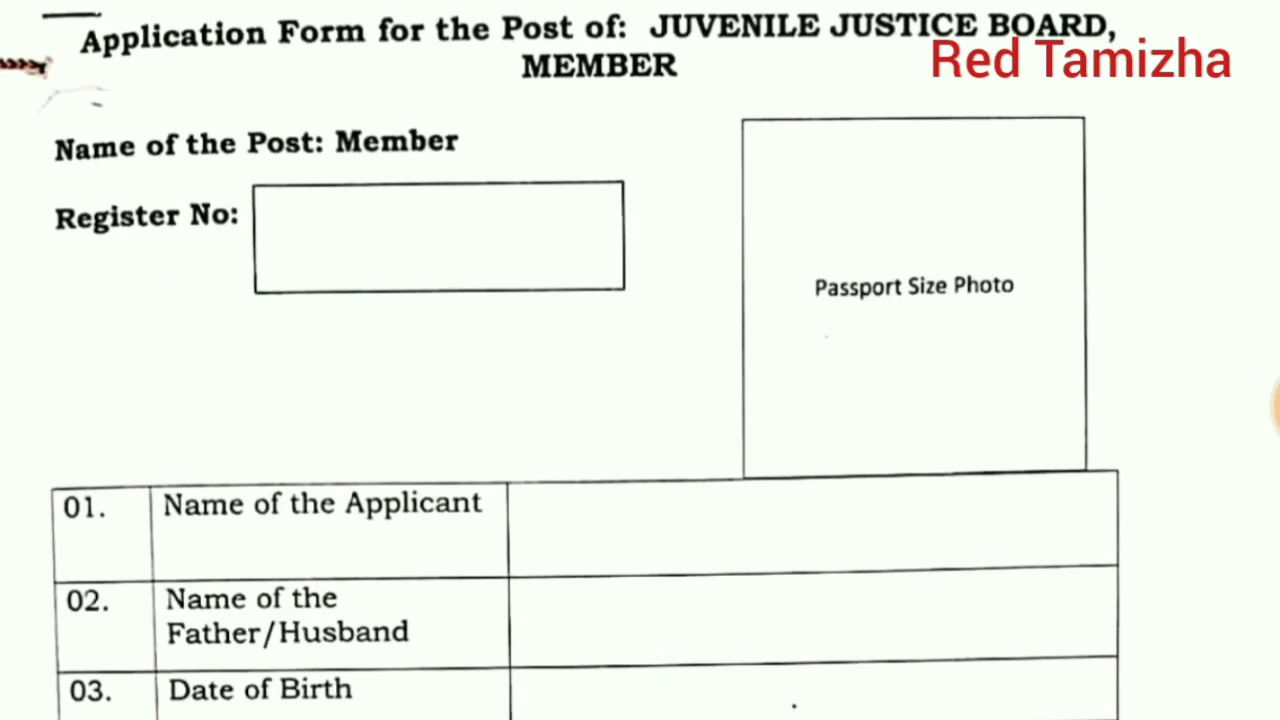 Application Form for the Post of: JUVENILE JUSTICE BOARD,
MEMBER
Red Tamizha
Name of the Post: Member
Register No:
Passport Size Photo
01. Name of the Applicant
02. Name of the
Father/Husband
03. Date of Birth